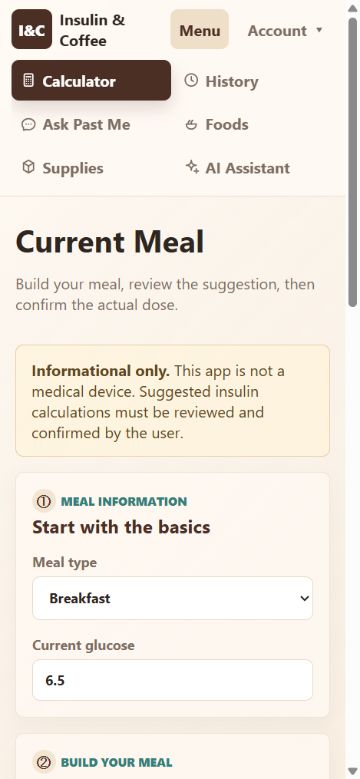 I&C
Insulin &
Coffee
Menu
Account
Calculator
History
Ask Past Me
Foods
Supplies
AI Assistant
Current Meal
Build your meal, review the suggestion, then
confirm the actual dose.
Informational only. This app is not a
medical device. Suggested insulin
calculations must be reviewed and
confirmed by the user.
① MEAL INFORMATION
Start with the basics
Meal type
Breakfast
Current glucose
6.5
② BUILD YOUR MEAL